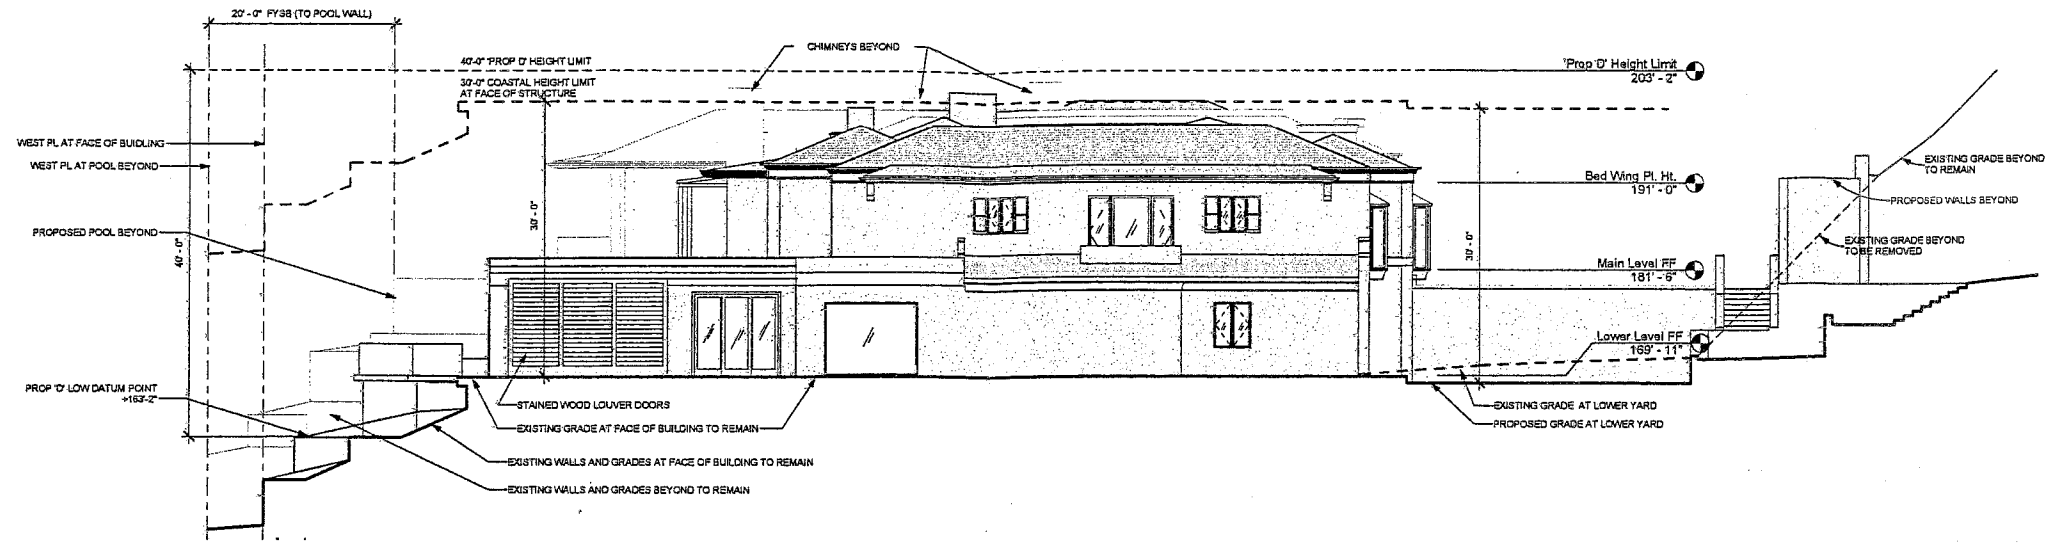 20'-0" FYSB (TO POOL WALL)
CHIMNEYS BEYOND
40'-0" 'PROP D' HEIGHT LIMIT
30'-0" COASTAL HEIGHT LIMIT
AT FACE OF STRUCTURE
'Prop 'D' Height Limit
203' - 2"
WEST PL AT FACE OF BUIDLING
WEST PL AT POOL BEYOND
EXISTING GRADE BEYOND
TO REMAIN
Bed Wing Pl. Ht.
191' - 0"
PROPOSED WALLS BEYOND
30' - 0"
PROPOSED POOL BEYOND
40' - 0"
30' - 0"
EXISTING GRADE BEYOND
TO BE REMOVED
Main Level FF
181' - 6"
Lower Level FF
169' - 11"
PROP 'D' LOW DATUM POINT
+163'-2"
STAINED WOOD LOUVER DOORS
EXISTING GRADE AT LOWER YARD
EXISTING GRADE AT FACE OF BUILDING TO REMAIN
PROPOSED GRADE AT LOWER YARD
EXISTING WALLS AND GRADES AT FACE OF BUILDING TO REMAIN
EXISTING WALLS AND GRADES BEYOND TO REMAIN